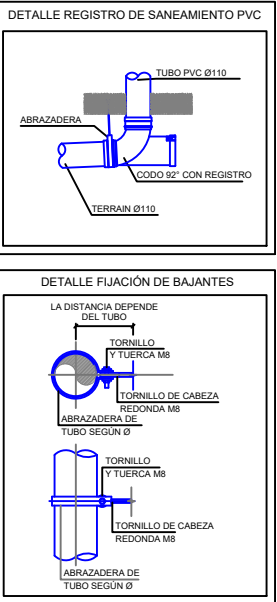 DETALLE REGISTRO DE SANEAMIENTO PVC
TUBO PVC Ø110
ABRAZADERA
CODO 92° CON REGISTRO
TERRAIN Ø110
DETALLE FIJACIÓN DE BAJANTES
LA DISTANCIA DEPENDE
DEL TUBO
TORNILLO
Y TUERCA M8
TORNILLO DE CABEZA
REDONDA M8
ABRAZADERA DE
TUBO SEGÚN Ø
TORNILLO
Y TUERCA M8
TORNILLO DE CABEZA
REDONDA M8
ABRAZADERA DE
TUBO SEGÚN Ø